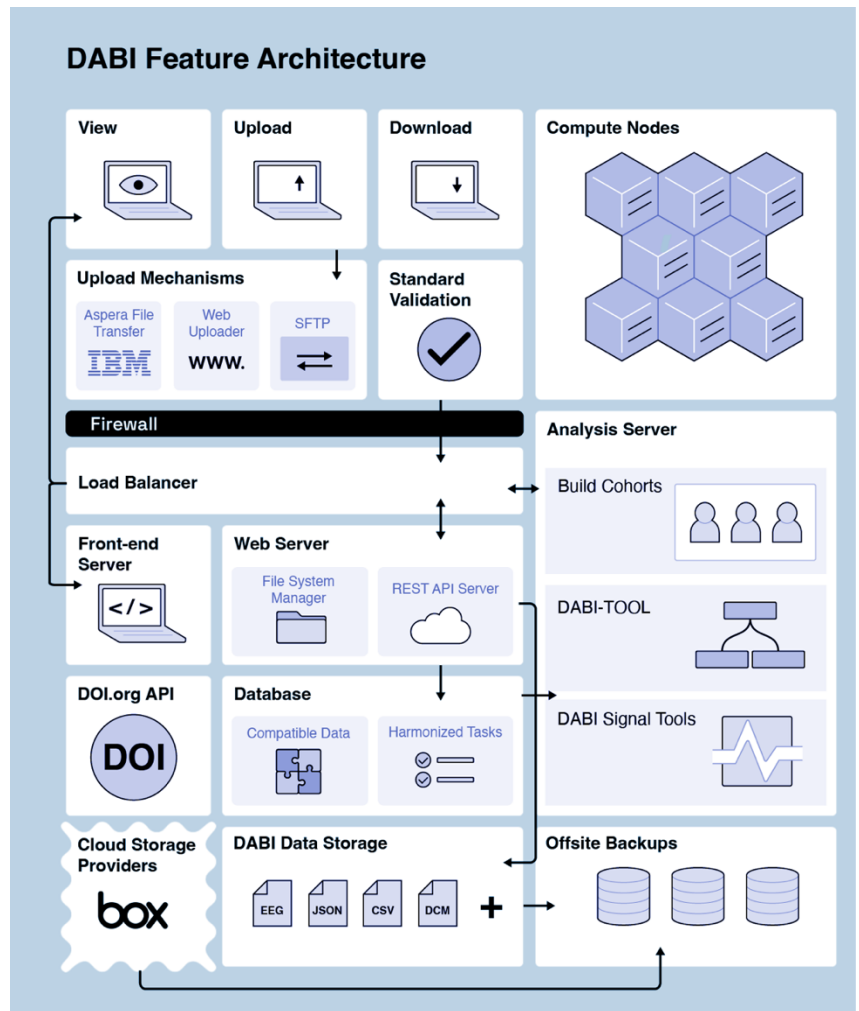 DABI Feature Architecture
View
Upload
Download
Compute Nodes
Upload Mechanisms
Aspera File
Transfer
IBM
Web
Uploader
WWW.
SFTP
Standard
Validation
Firewall
Load Balancer
Analysis Server
Build Cohorts
Front-end
Server
</>
Web Server
File System
Manager
REST API Server
DABI-TOOL
DOI.org API
DOI
Database
Compatible Data
Harmonized Tasks
DABI Signal Tools
Cloud Storage
Providers
box
DABI Data Storage
EEG
JSON
CSV
DCM
+
Offsite Backups